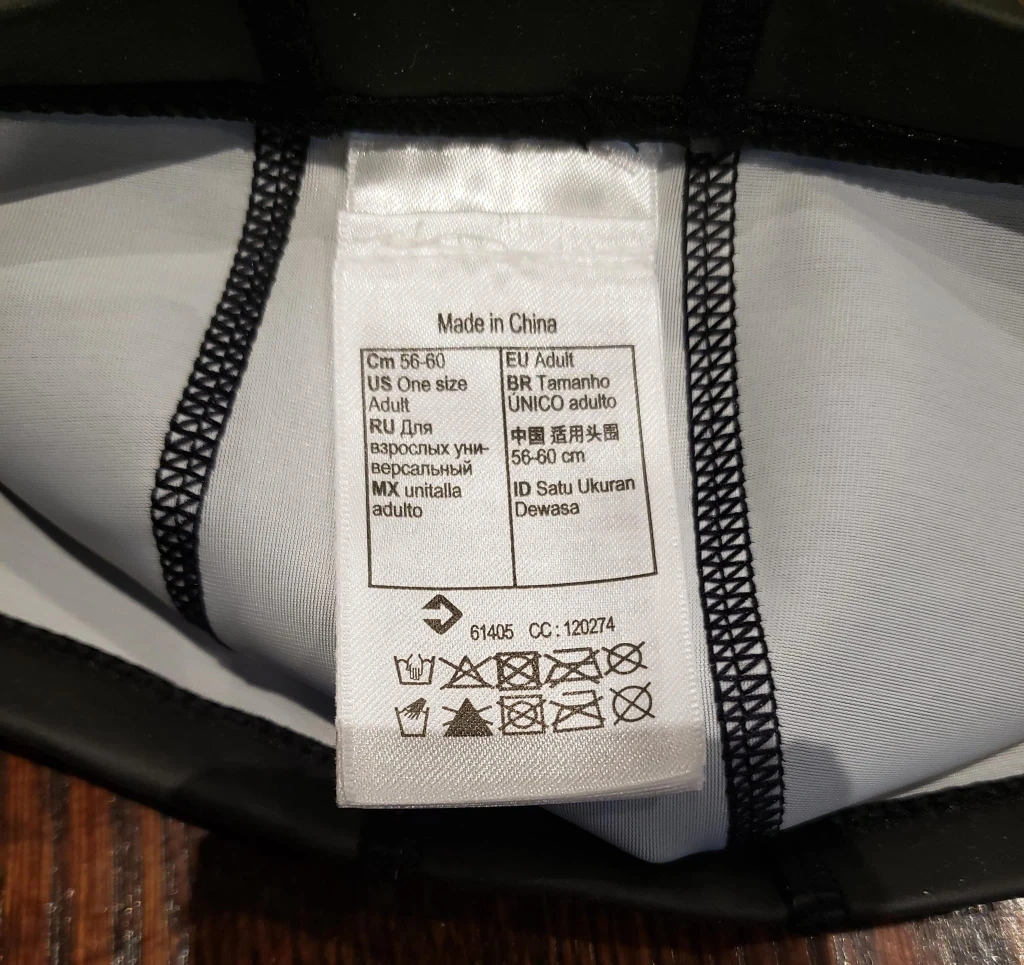 Made in China
Cm 56-60
US One size
Adult
RU Для
взрослых уни-
версальный
MX unitalla
adulto
EU Adult
BR Tamanho
ÚNICO adulto
中国 适用头围
56-60 cm
ID Satu Ukuran
Dewasa
61405 CC : 120274